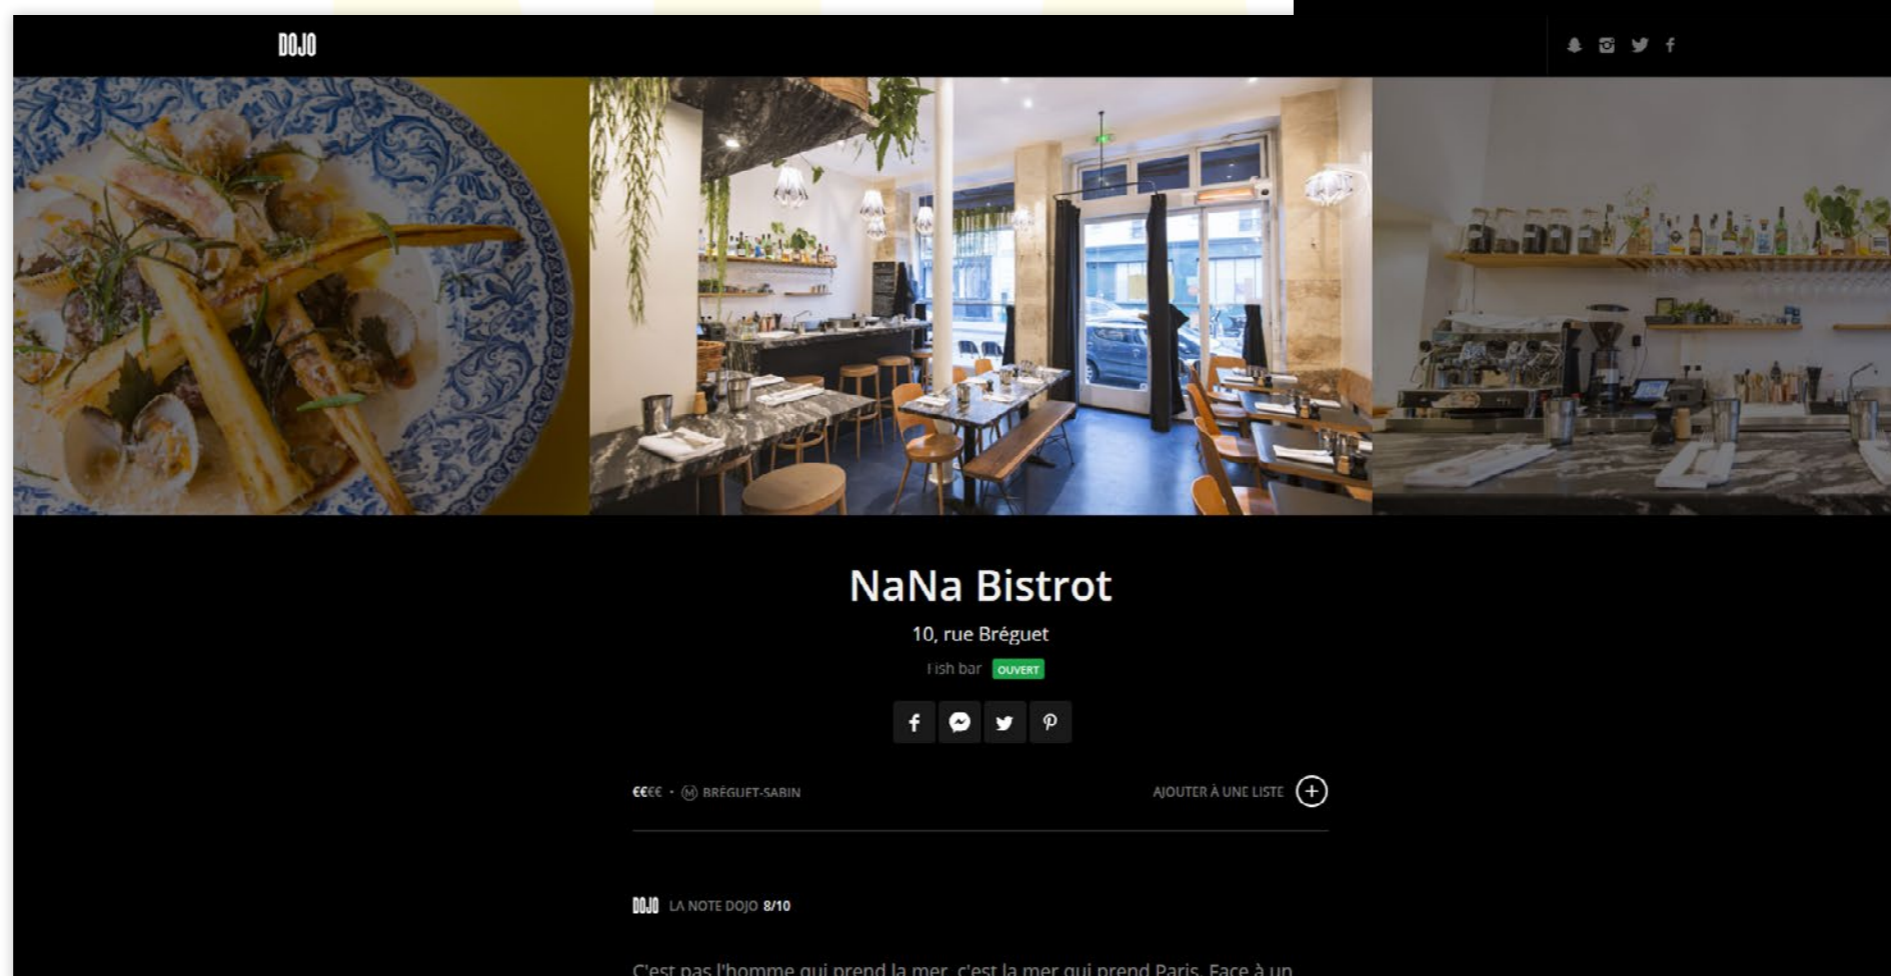 DOJO
NaNa Bistrot
10, rue Bréguet
Fish bar OUVERT
€€€€ • M BRÉGUET-SABIN
AJOUTER À UNE LISTE
DOJO LA NOTE DOJO 8/10
C'est pas l'homme qui prend la mer, c'est la mer qui prend Paris. Face à un